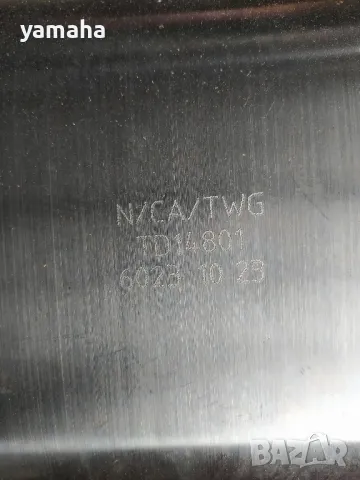 yamaha
N/CA/TWG
TD14801
6023 10 23
BAZAR